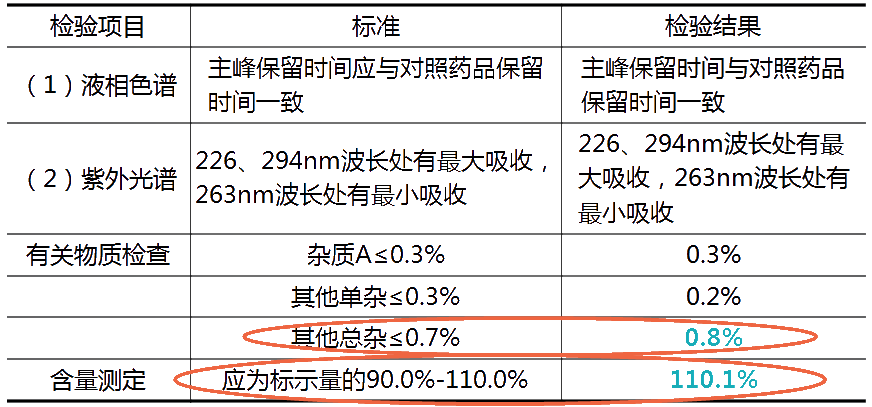 检验项目 标准 检验结果
（1）液相色谱 主峰保留时间应与对照药品保留 主峰保留时间与对照药品
时间一致 保留时间一致
（2）紫外光谱 226、294nm波长处有最大吸收， 226、294nm波长处有最
263nm波长处有最小吸收 大吸收，263nm波长处有
最小吸收
有关物质检查 杂质A≤0.3% 0.3%
其他单杂≤0.3% 0.2%
其他总杂≤0.7% 0.8%
含量测定 应为标示量的90.0%-110.0% 110.1%